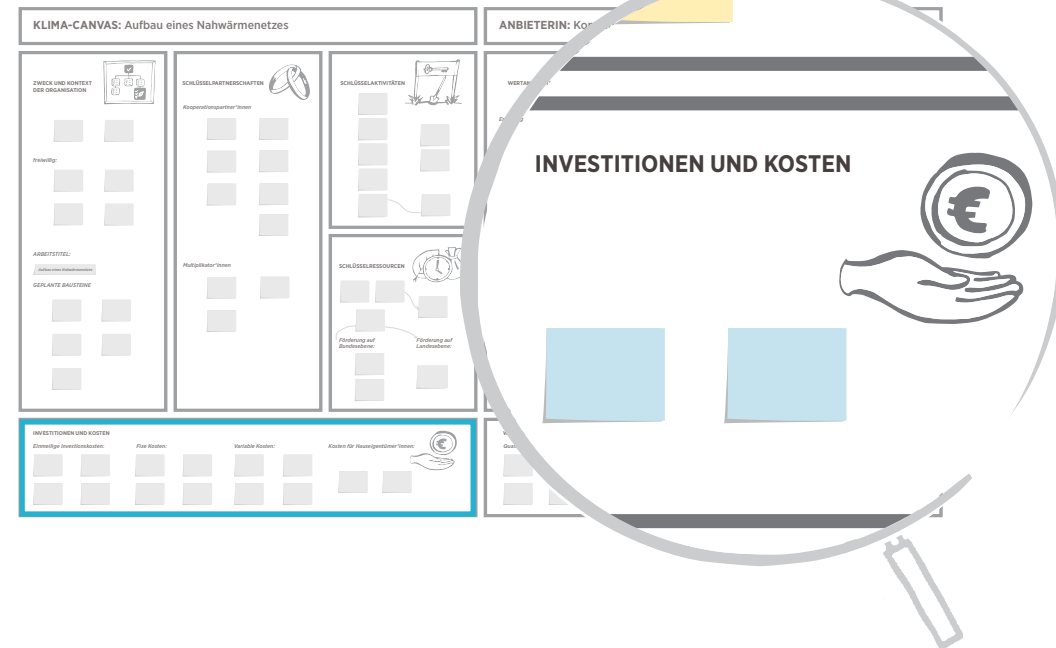 KLIMA-CANVAS: Aufbau eines Nahwärmenetzes
ANBIETERIN: Kor
ZWECK UND KONTEXT
DER ORGANISATION
freiwillig:
ARBEITSTITEL:
Aufbau eines Nahwärmenetzes
GEPLANTE BAUSTEINE
SCHLÜSSELPARTNERSCHAFTEN
Kooperationspartner*innen
Multiplikator*innen
SCHLÜSSELAKTIVITÄTEN
SCHLÜSSELRESSOURCEN
Förderung auf
Bundesebene:
Förderung auf
Landesebene:
INVESTITIONEN UND KOSTEN
€
INVESTITIONEN UND KOSTEN
Einmalige Investionskosten:
Fixe Kosten:
Variable Kosten:
Kosten für Hauseigentümer*innen:
€